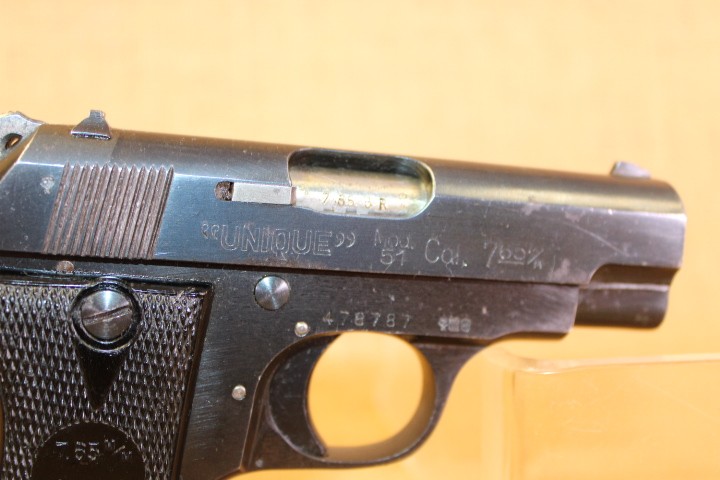 7.65 B R
“UNIQUE” Mod. 51 Cal. 7.65 m/m
478787
7.65 m/m